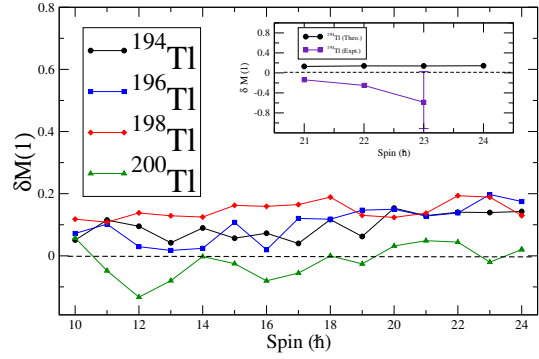 0.8
0.6
0.4
0.2
0
δM(1)
10 12 14 16 18 20 22 24
Spin (ħ)
¹⁹⁴Tl
¹⁹⁶Tl
¹⁹⁸Tl
²⁰⁰Tl
0.8
0.4
0
-0.4
-0.8
δ M(1)
21 22 23 24
Spin (ħ)
¹⁹⁴Tl (Theo.)
¹⁹⁴Tl (Expt.)